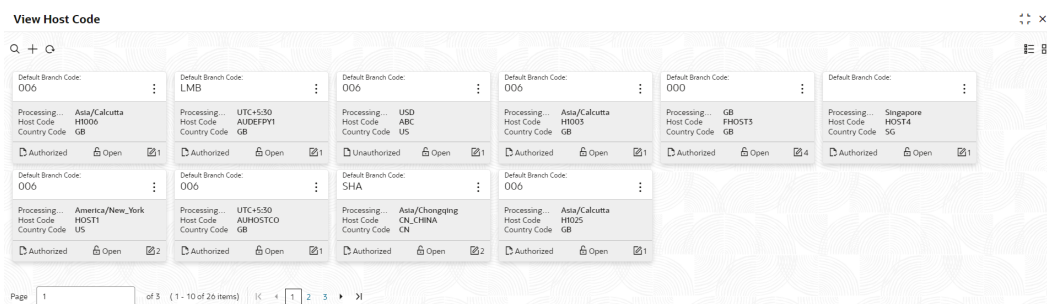 View Host Code
Default Branch Code:
006
Processing... Asia/Calcutta
Host Code H1006
Country Code GB
Authorized Open 1
Default Branch Code:
LMB
Processing... UTC+5:30
Host Code AUDEFPY1
Country Code GB
Authorized Open 1
Default Branch Code:
006
Processing... USD
Host Code ABC
Country Code US
Unauthorized Open 1
Default Branch Code:
006
Processing... Asia/Calcutta
Host Code H1003
Country Code GB
Authorized Open 1
Default Branch Code:
000
Processing... GB
Host Code FHOST3
Country Code GB
Authorized Open 4
Default Branch Code:
Processing... Singapore
Host Code HOST4
Country Code SG
Authorized Open 1
Default Branch Code:
006
Processing... America/New_York
Host Code HOST1
Country Code US
Authorized Open 2
Default Branch Code:
006
Processing... UTC+5:30
Host Code AUHOSTCO
Country Code GB
Authorized Open 1
Default Branch Code:
SHA
Processing... Asia/Chongqing
Host Code CN_CHINA
Country Code CN
Authorized Open 2
Default Branch Code:
006
Processing... Asia/Calcutta
Host Code H1025
Country Code GB
Authorized Open 1
Page 1 of 3 ( 1 - 10 of 26 items) 1 2 3